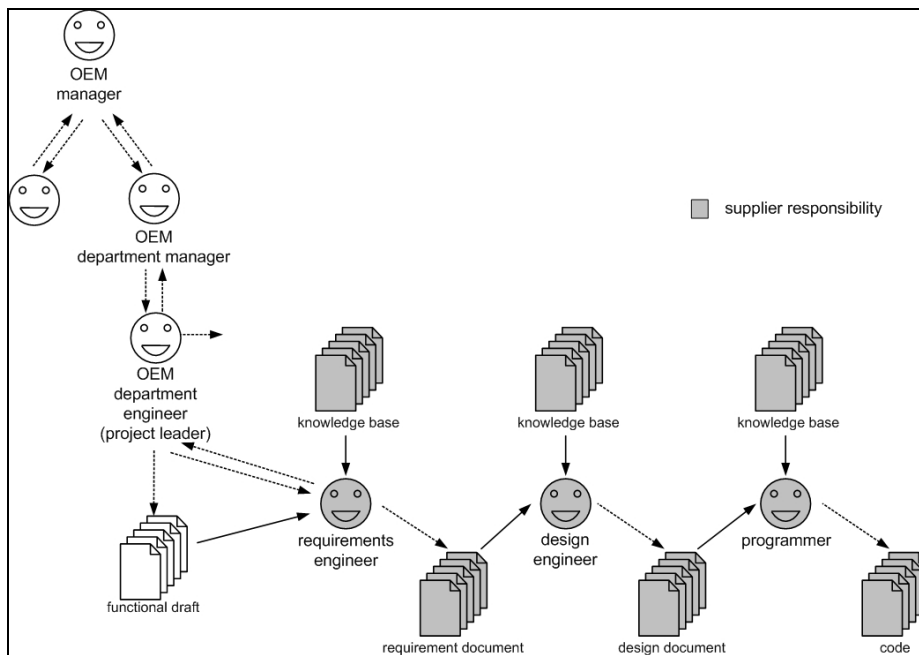 OEM
manager
OEM
department manager
supplier responsibility
OEM
department
engineer
(project leader)
knowledge base
knowledge base
knowledge base
requirements
engineer
design
engineer
programmer
functional draft
requirement document
design document
code